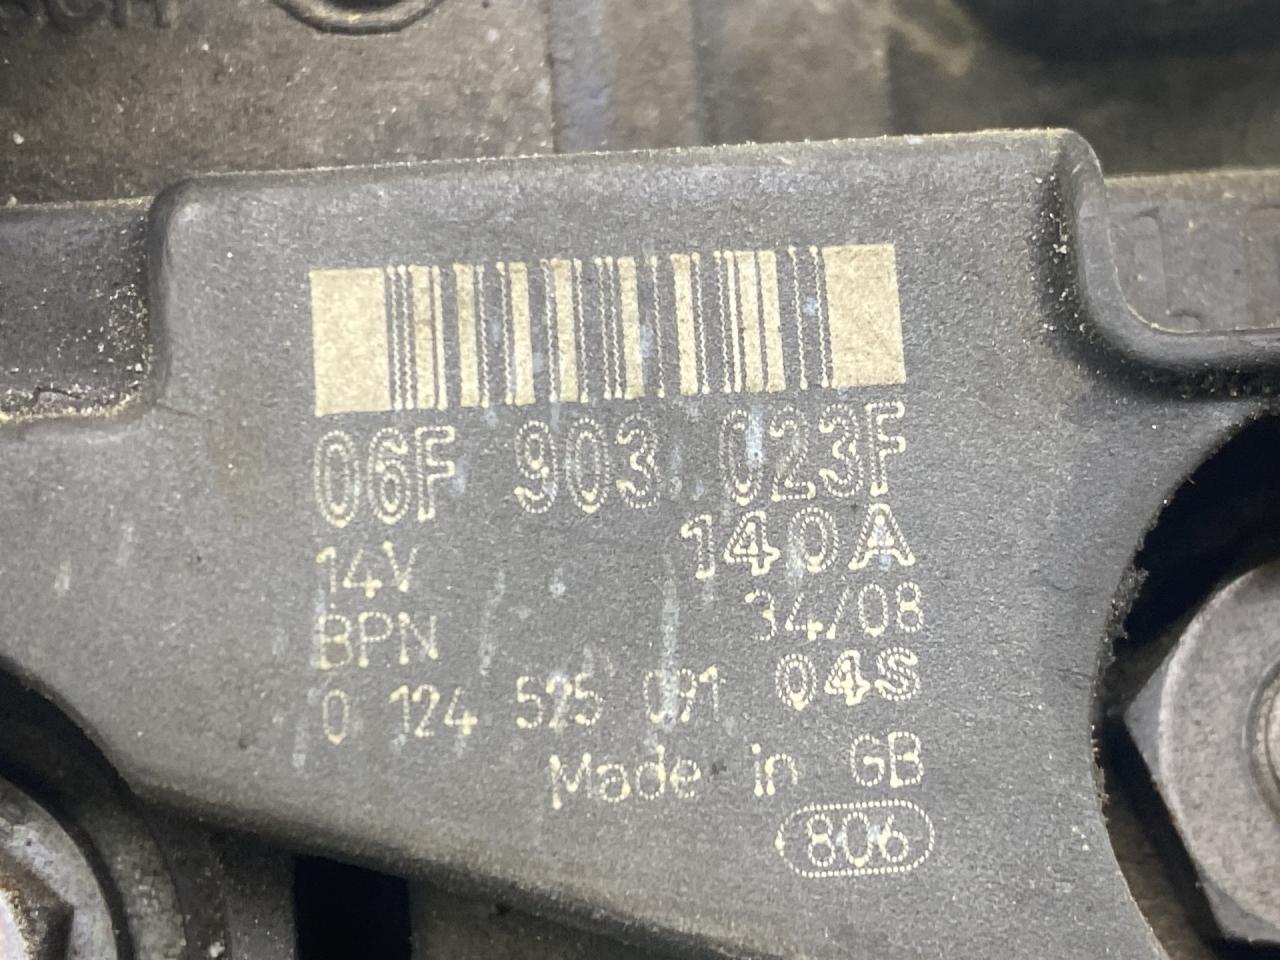 06F 903 023F
14V 140A
BPN 34/08
0 124 525 091 04S
Made in GB
806